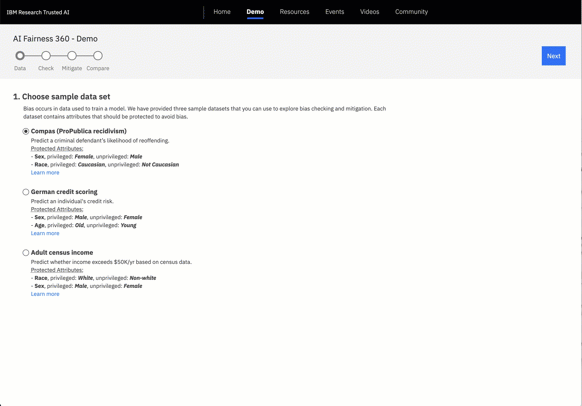 IBM Research Trusted AI
Home Demo Resources Events Videos Community
AI Fairness 360 - Demo
Data Check Mitigate Compare
Next
1. Choose sample data set
Bias occurs in data used to train a model. We have provided three sample datasets that you can use to explore bias checking and mitigation. Each
dataset contains attributes that should be protected to avoid bias.
Compas (ProPublica recidivism)
Predict a criminal defendant's likelihood of reoffending.
Protected Attributes:
- Sex, privileged: Female, unprivileged: Male
- Race, privileged: Caucasian, unprivileged: Not Caucasian
Learn more
German credit scoring
Predict an individual's credit risk.
Protected Attributes:
- Sex, privileged: Male, unprivileged: Female
- Age, privileged: Old, unprivileged: Young
Learn more
Adult census income
Predict whether income exceeds $50K/yr based on census data.
Protected Attributes:
- Race, privileged: White, unprivileged: Non-white
- Sex, privileged: Male, unprivileged: Female
Learn more